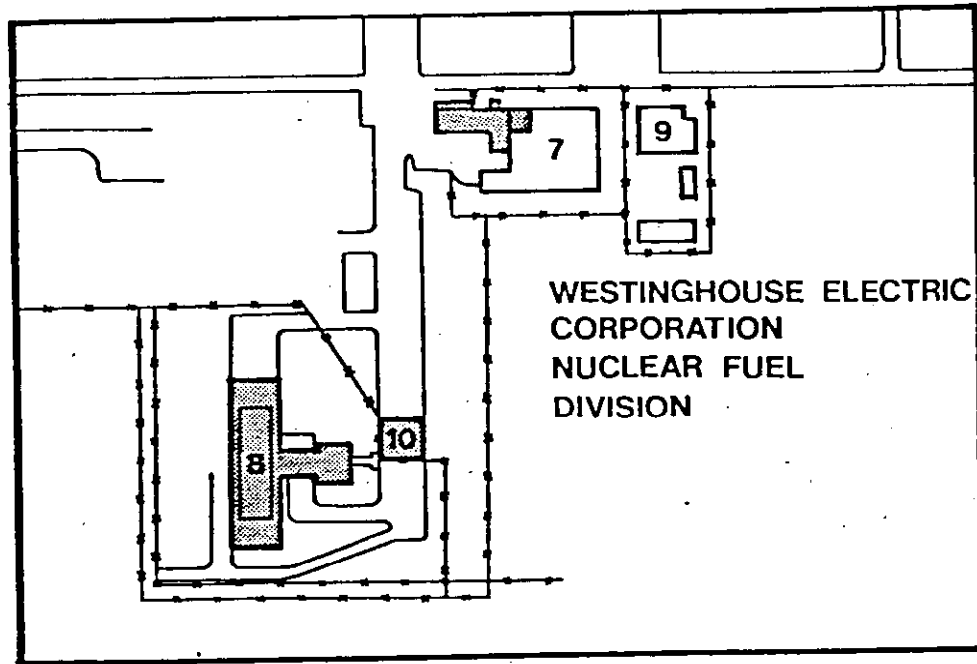 7
9
WESTINGHOUSE ELECTRIC
CORPORATION
NUCLEAR FUEL
DIVISION
10
8